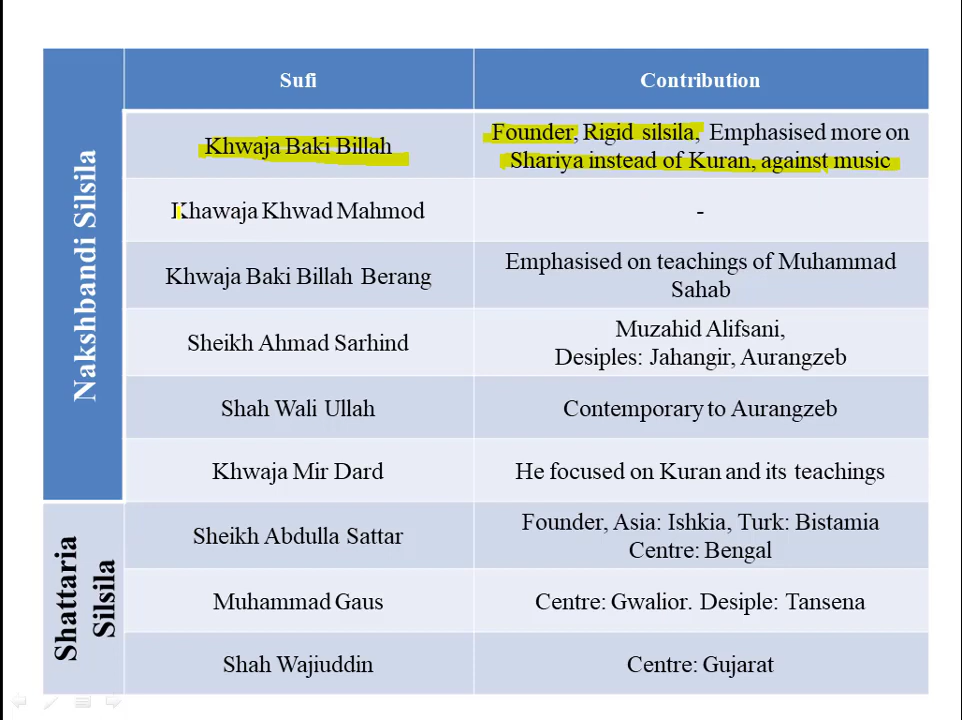 Sufi
Contribution
Nakshbandi Silsila
Khwaja Baki Billah
Founder, Rigid silsila, Emphasised more on
Shariya instead of Kuran, against music
Khawaja Khwad Mahmod
-
Khwaja Baki Billah Berang
Emphasised on teachings of Muhammad
Sahab
Sheikh Ahmad Sarhind
Muzahid Alifsani,
Desiples: Jahangir, Aurangzeb
Shah Wali Ullah
Contemporary to Aurangzeb
Khwaja Mir Dard
He focused on Kuran and its teachings
Shattaria
Silsila
Sheikh Abdulla Sattar
Founder, Asia: Ishkia, Turk: Bistamia
Centre: Bengal
Muhammad Gaus
Centre: Gwalior. Desiple: Tansena
Shah Wajiuddin
Centre: Gujarat